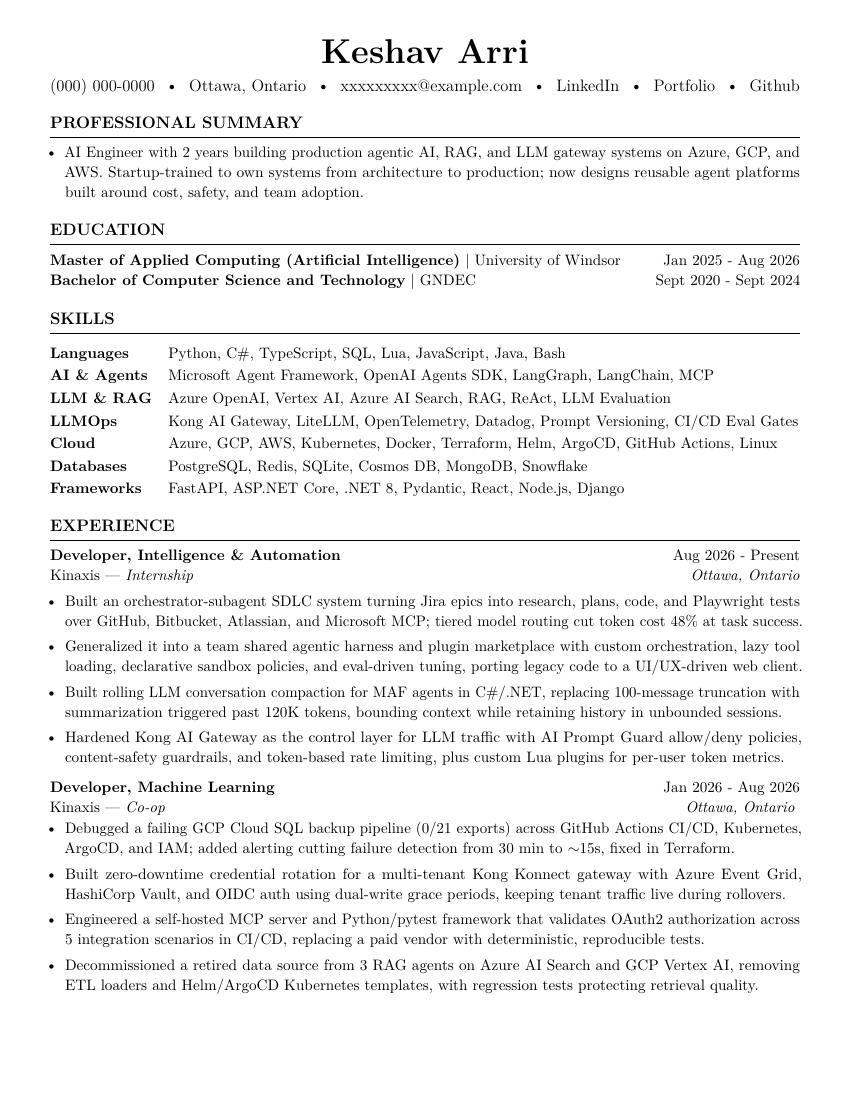 Keshav Arri
(000) 000-0000 • Ottawa, Ontario • xxxxxxxxx@example.com • LinkedIn • Portfolio • Github
PROFESSIONAL SUMMARY
• AI Engineer with 2 years building production agentic AI, RAG, and LLM gateway systems on Azure, GCP, and
AWS. Startup-trained to own systems from architecture to production; now designs reusable agent platforms
built around cost, safety, and team adoption.
EDUCATION
Master of Applied Computing (Artificial Intelligence) | University of Windsor Jan 2025 - Aug 2026
Bachelor of Computer Science and Technology | GNDEC Sept 2020 - Sept 2024
SKILLS
Languages Python, C#, TypeScript, SQL, Lua, JavaScript, Java, Bash
AI & Agents Microsoft Agent Framework, OpenAI Agents SDK, LangGraph, LangChain, MCP
LLM & RAG Azure OpenAI, Vertex AI, Azure AI Search, RAG, ReAct, LLM Evaluation
LLMOps Kong AI Gateway, LiteLLM, OpenTelemetry, Datadog, Prompt Versioning, CI/CD Eval Gates
Cloud Azure, GCP, AWS, Kubernetes, Docker, Terraform, Helm, ArgoCD, GitHub Actions, Linux
Databases PostgreSQL, Redis, SQLite, Cosmos DB, MongoDB, Snowflake
Frameworks FastAPI, ASP.NET Core, .NET 8, Pydantic, React, Node.js, Django
EXPERIENCE
Developer, Intelligence & Automation Aug 2026 - Present
Kinaxis — Internship Ottawa, Ontario
• Built an orchestrator-subagent SDLC system turning Jira epics into research, plans, code, and Playwright tests
over GitHub, Bitbucket, Atlassian, and Microsoft MCP; tiered model routing cut token cost 48% at task success.
• Generalized it into a team shared agentic harness and plugin marketplace with custom orchestration, lazy tool
loading, declarative sandbox policies, and eval-driven tuning, porting legacy code to a UI/UX-driven web client.
• Built rolling LLM conversation compaction for MAF agents in C#/.NET, replacing 100-message truncation with
summarization triggered past 120K tokens, bounding context while retaining history in unbounded sessions.
• Hardened Kong AI Gateway as the control layer for LLM traffic with AI Prompt Guard allow/deny policies,
content-safety guardrails, and token-based rate limiting, plus custom Lua plugins for per-user token metrics.
Developer, Machine Learning Jan 2026 - Aug 2026
Kinaxis — Co-op Ottawa, Ontario
• Debugged a failing GCP Cloud SQL backup pipeline (0/21 exports) across GitHub Actions CI/CD, Kubernetes,
ArgoCD, and IAM; added alerting cutting failure detection from 30 min to ~15s, fixed in Terraform.
• Built zero-downtime credential rotation for a multi-tenant Kong Konnect gateway with Azure Event Grid,
HashiCorp Vault, and OIDC auth using dual-write grace periods, keeping tenant traffic live during rollovers.
• Engineered a self-hosted MCP server and Python/pytest framework that validates OAuth2 authorization across
5 integration scenarios in CI/CD, replacing a paid vendor with deterministic, reproducible tests.
• Decommissioned a retired data source from 3 RAG agents on Azure AI Search and GCP Vertex AI, removing
ETL loaders and Helm/ArgoCD Kubernetes templates, with regression tests protecting retrieval quality.